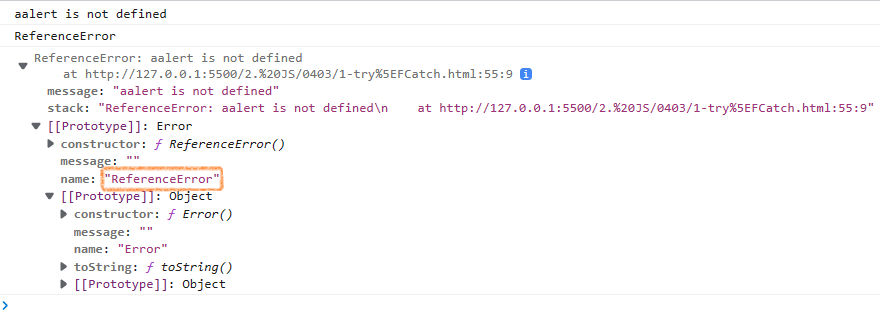 aalert is not defined
ReferenceError
ReferenceError: aalert is not defined
at http://127.0.0.1:5500/2.%20JS/0403/1-try%5EFCatch.html:55:9 i
message: "aalert is not defined"
stack: "ReferenceError: aalert is not defined\n    at http://127.0.0.1:5500/2.%20JS/0403/1-try%5EFCatch.html:55:9"
[[Prototype]]: Error
constructor: ƒ ReferenceError()
message: ""
name: "ReferenceError"
[[Prototype]]: Object
constructor: ƒ Error()
message: ""
name: "Error"
toString: ƒ toString()
[[Prototype]]: Object